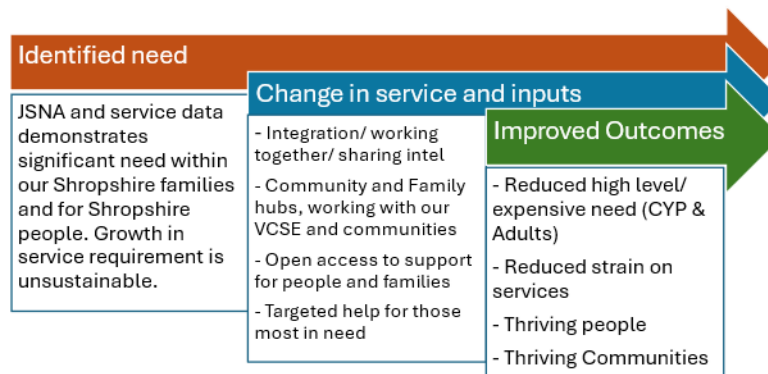 Identified need
JSNA and service data
demonstrates
significant need within
our Shropshire families
and for Shropshire
people. Growth in
service requirement is
unsustainable.
Change in service and inputs
- Integration/ working
together/ sharing intel
- Community and Family
hubs, working with our
VCSE and communities
- Open access to support
for people and families
- Targeted help for those
most in need
Improved Outcomes
- Reduced high level/
expensive need (CYP &
Adults)
- Reduced strain on
services
- Thriving people
- Thriving Communities